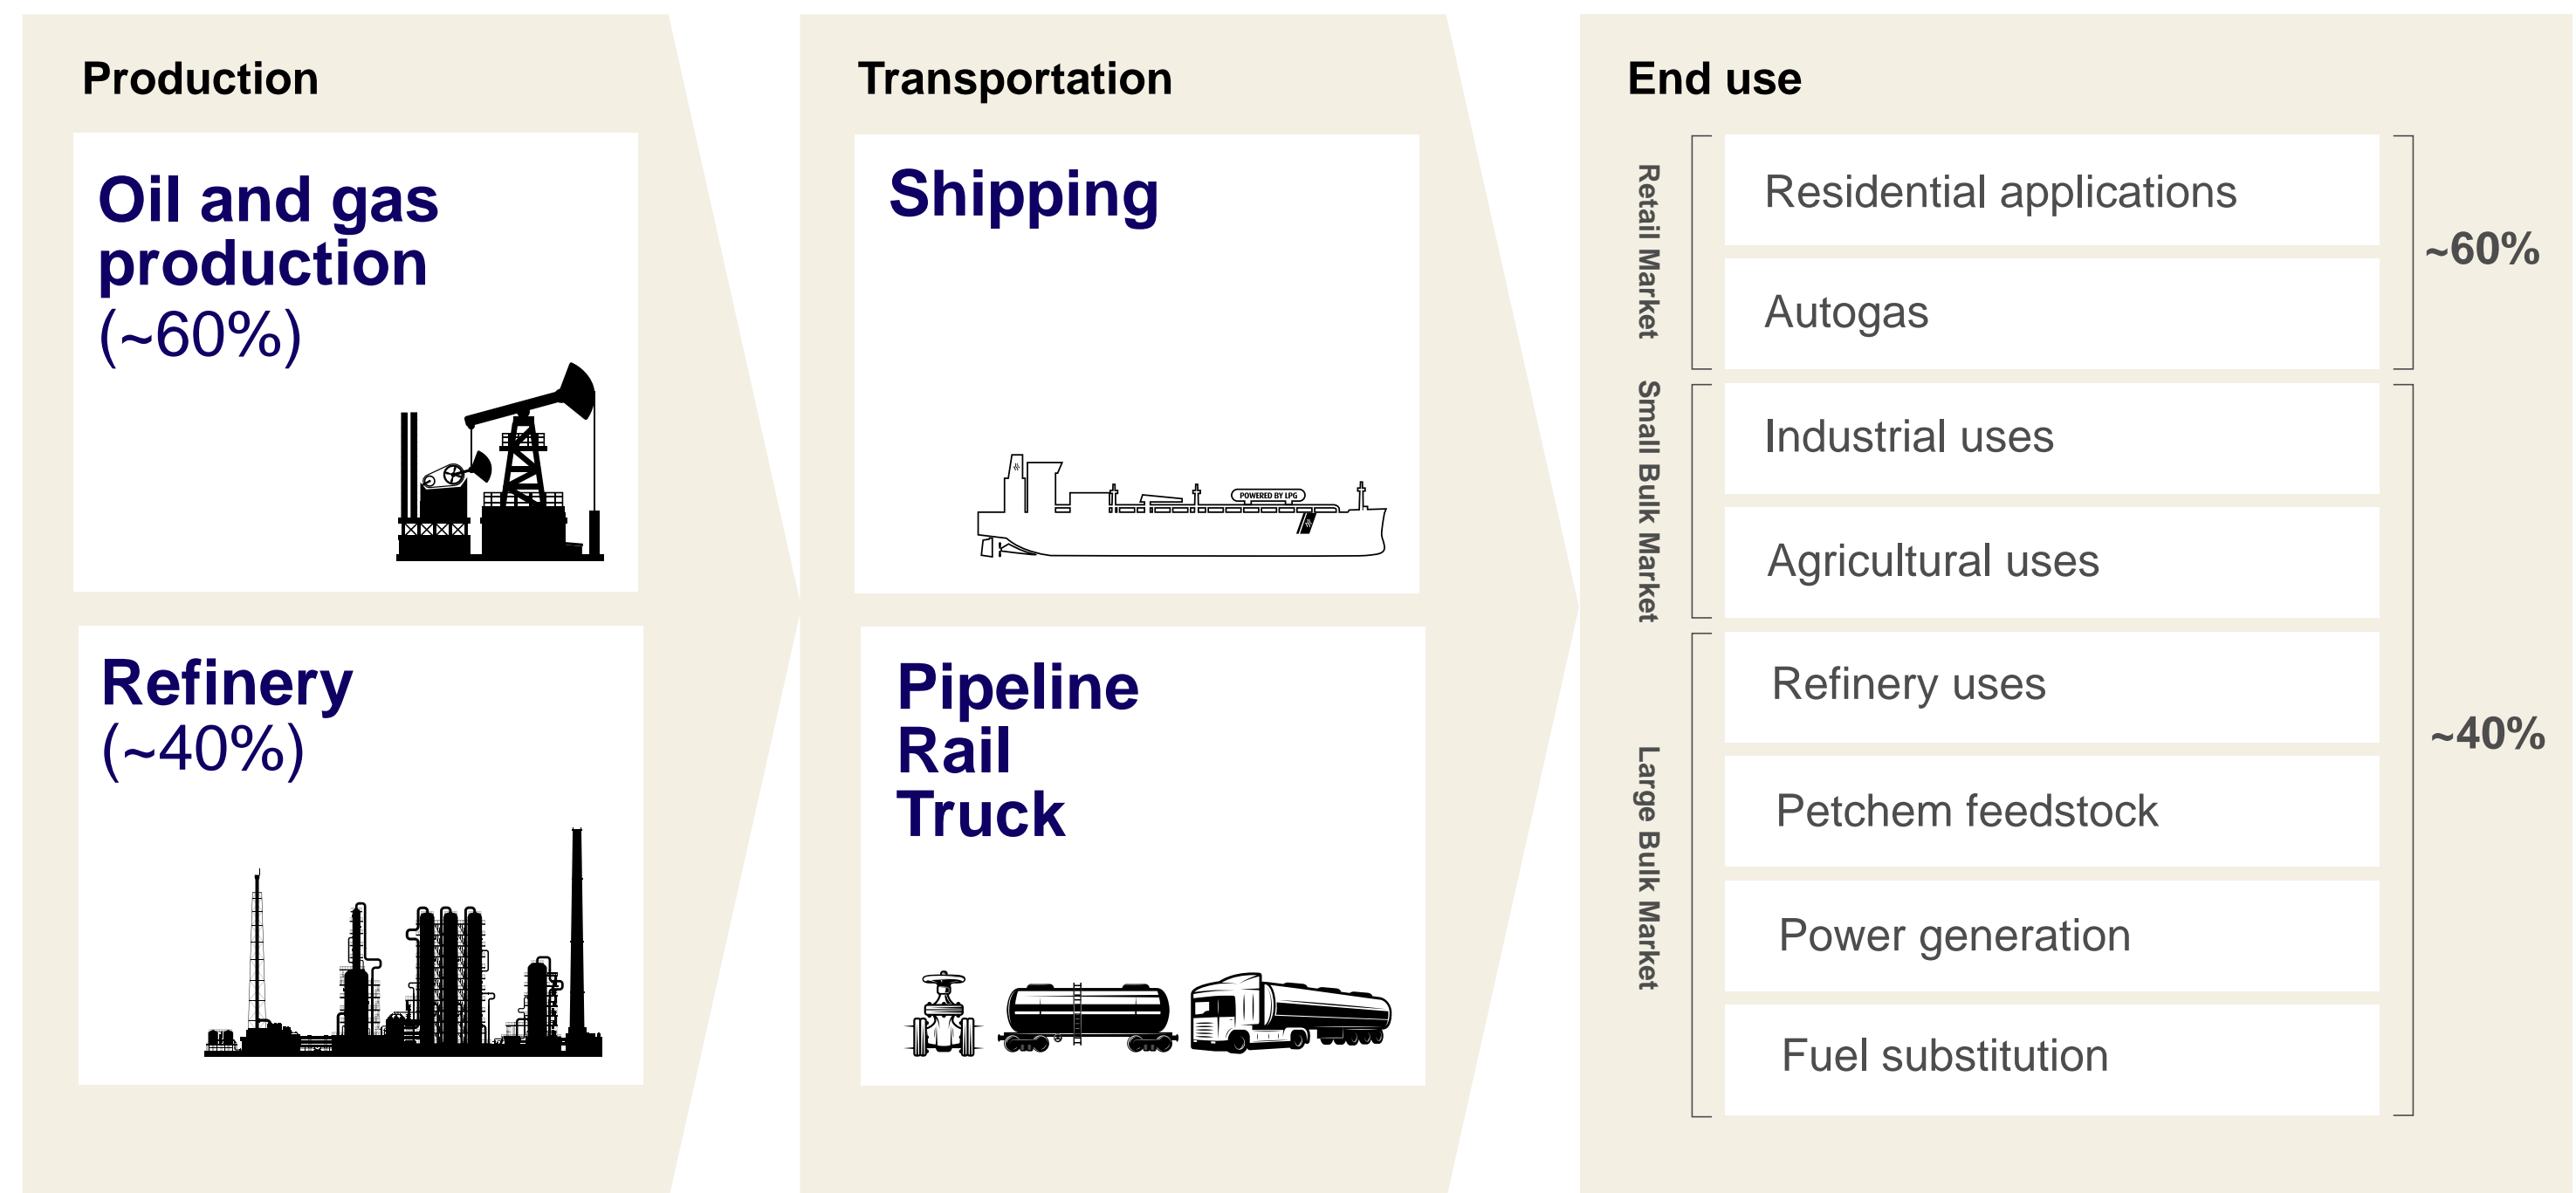 Production
Oil and gas
production
(~60%)
Refinery
(~40%)
Transportation
Shipping
POWERED BY LPG
Pipeline
Rail
Truck
End use
Retail Market
Residential applications
Autogas
~60%
Small Bulk Market
Industrial uses
Agricultural uses
Large Bulk Market
Refinery uses
Petchem feedstock
Power generation
Fuel substitution
~40%